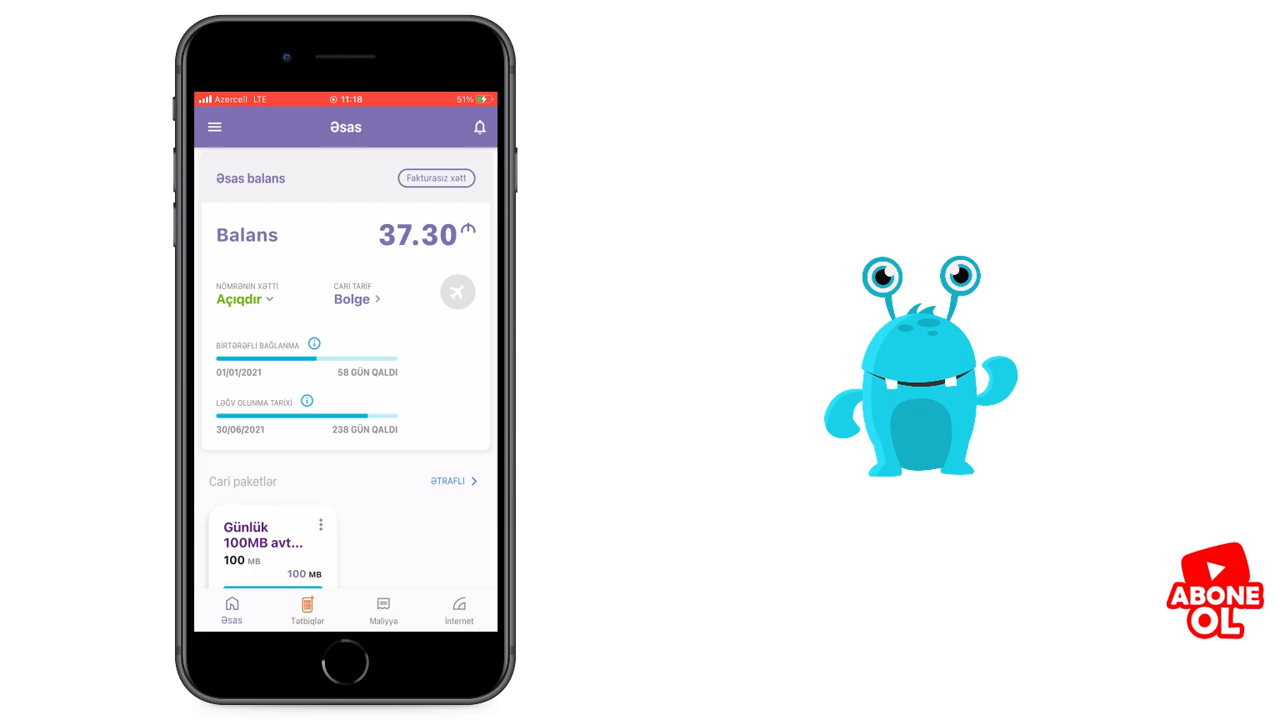 Azercell LTE 11:18 51%
Əsas
Əsas balans Fakturasız xətt
Balans 37.30 ₼
NÖMRƏNİN XƏTTİ CARİ TARİF
Açıqdır Bolge
BİRTƏRƏFLİ BAĞLANMA
01/01/2021 58 GÜN QALDI
LƏĞV OLUNMA TARİXİ
30/06/2021 238 GÜN QALDI
Cari paketlər ƏTRAFLI
Günlük
100MB avt...
100 MB
100 MB
Əsas Tətbiqlər Maliyyə İnternet
ABONE
OL